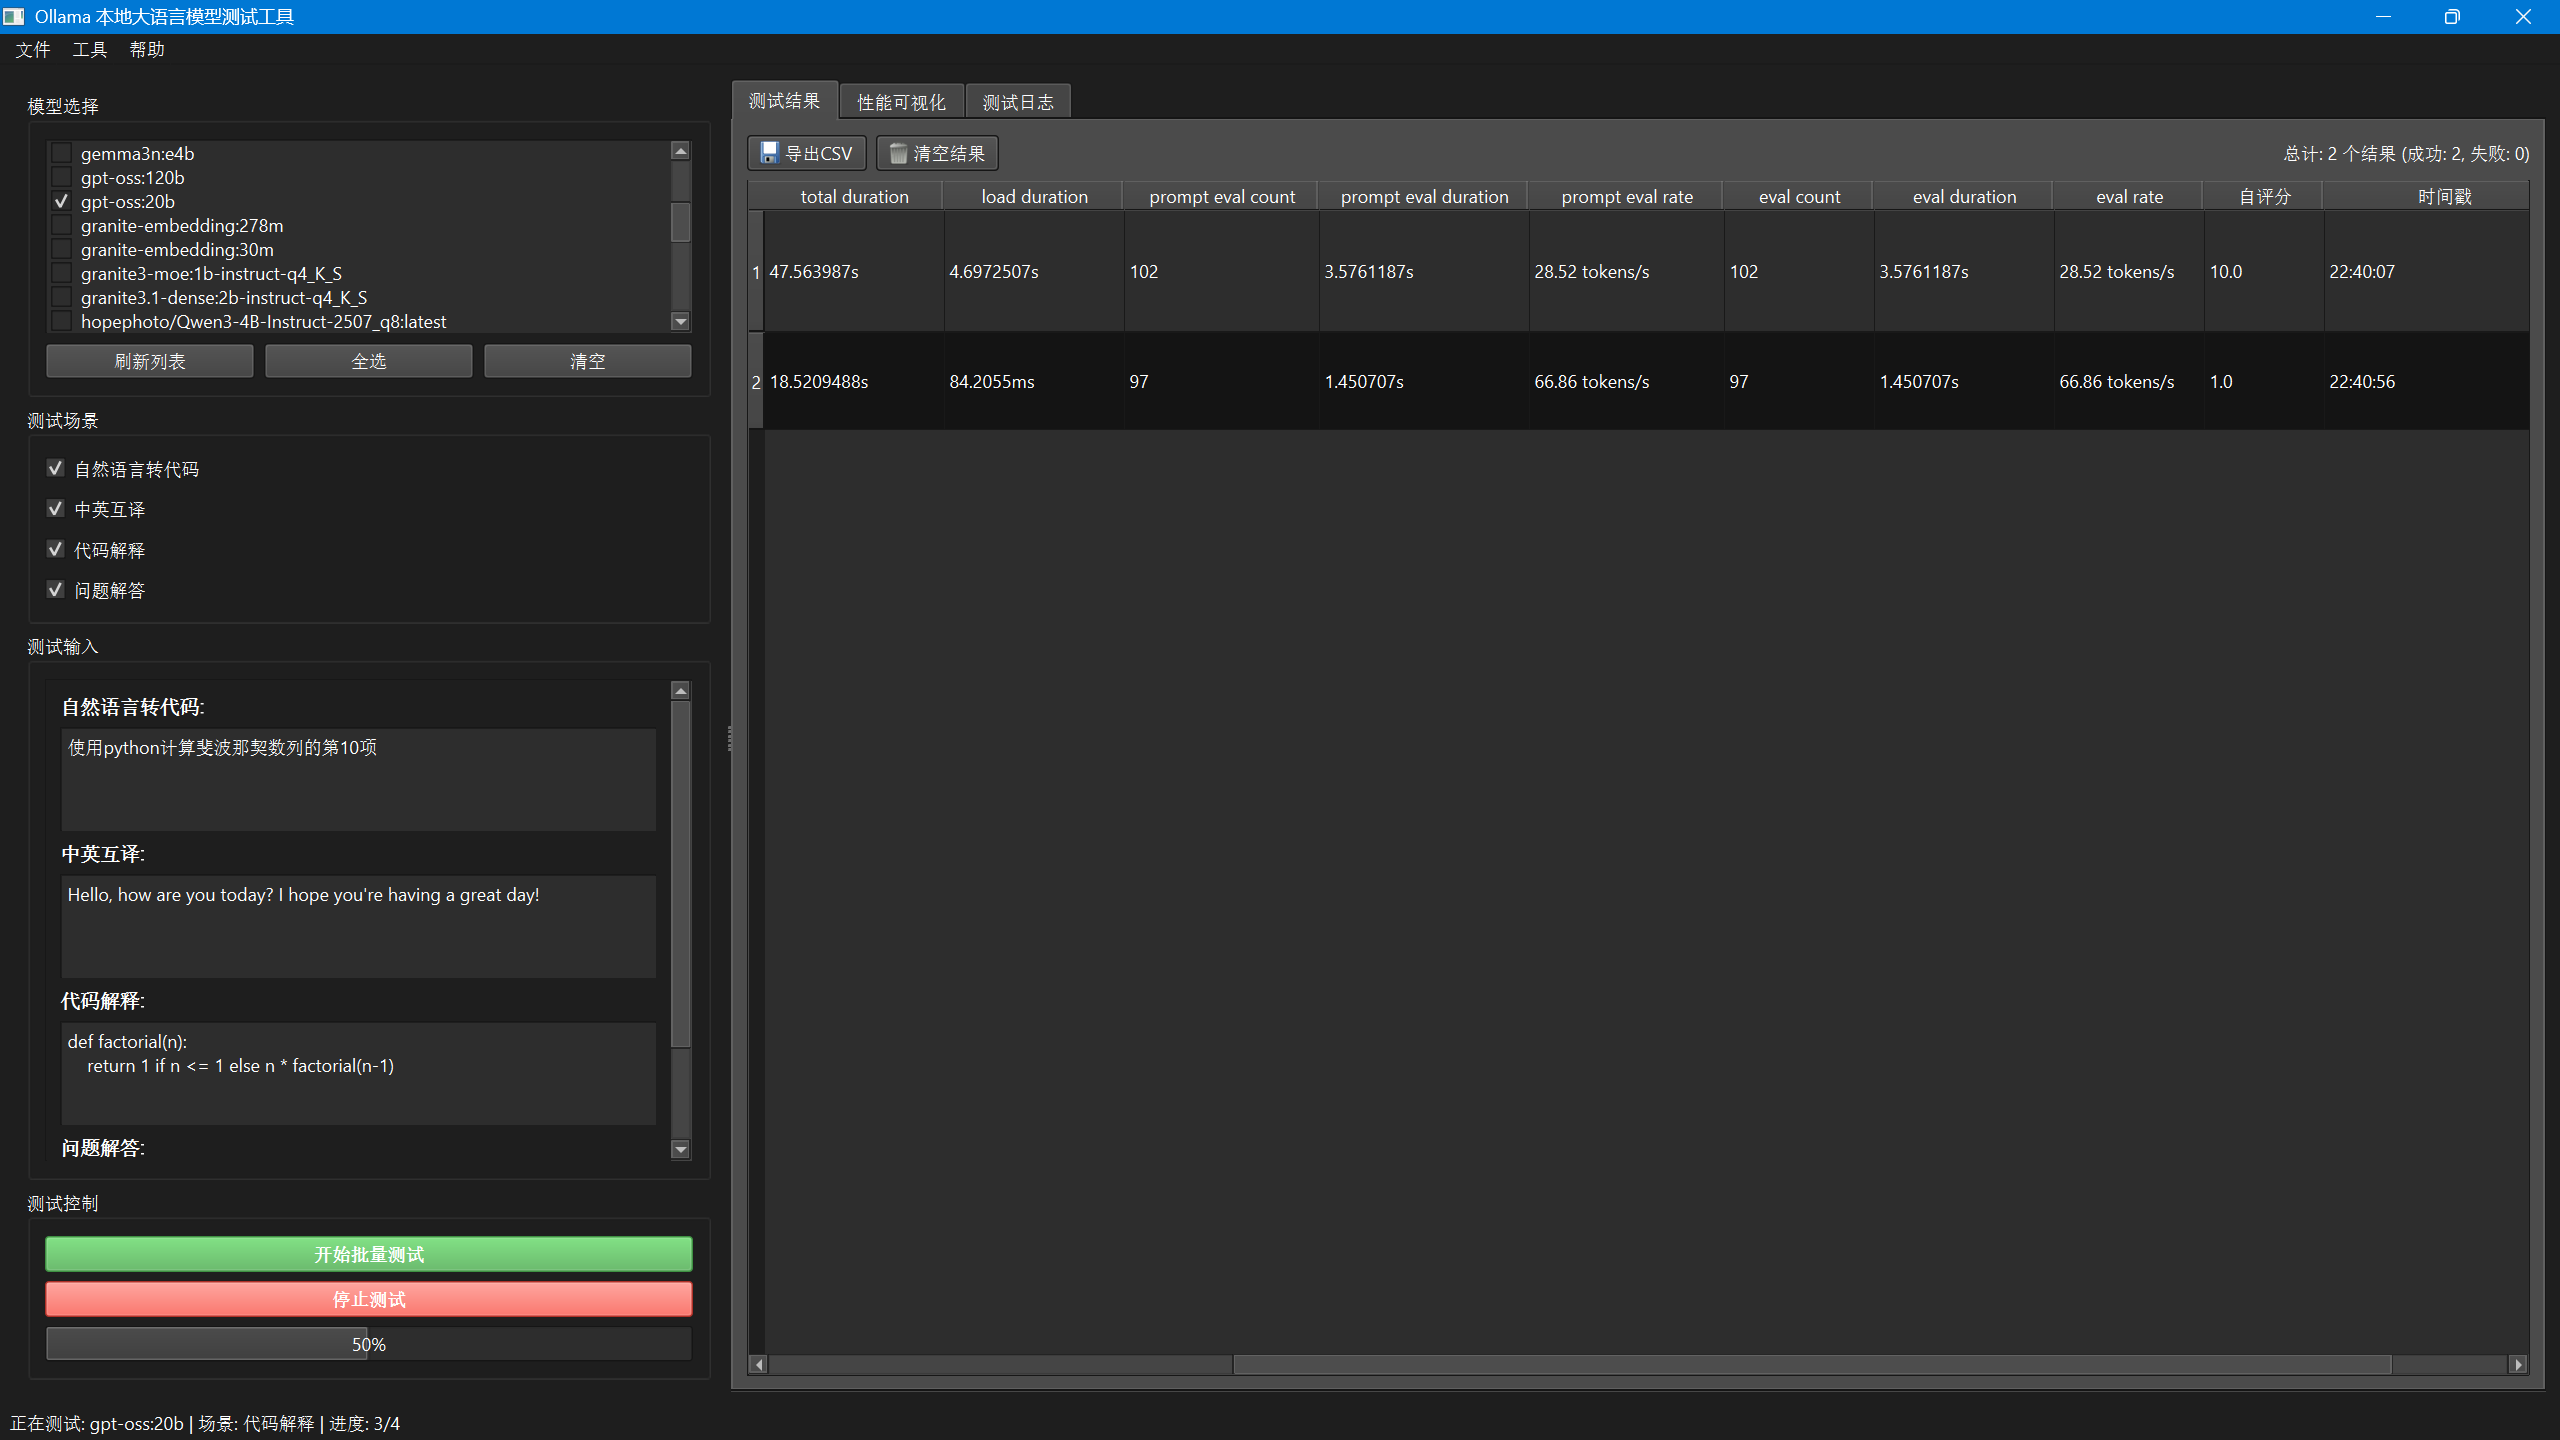 Ollama 本地大语言模型测试工具
文件 工具 帮助
模型选择
gemma3n:e4b
gpt-oss:120b
gpt-oss:20b
granite-embedding:278m
granite-embedding:30m
granite3-moe:1b-instruct-q4_K_S
granite3.1-dense:2b-instruct-q4_K_S
hopephoto/Qwen3-4B-Instruct-2507_q8:latest
刷新列表 全选 清空
测试场景
自然语言转代码
中英互译
代码解释
问题解答
测试输入
自然语言转代码:
使用python计算斐波那契数列的第10项
中英互译:
Hello, how are you today? I hope you're having a great day!
代码解释:
def factorial(n):
    return 1 if n <= 1 else n * factorial(n-1)
问题解答:
测试控制
开始批量测试
停止测试
50%
测试结果 性能可视化 测试日志
导出CSV 清空结果 总计: 2 个结果 (成功: 2, 失败: 0)
total duration load duration prompt eval count prompt eval duration prompt eval rate eval count eval duration eval rate 自评分 时间戳
1 47.563987s 4.6972507s 102 3.5761187s 28.52 tokens/s 102 3.5761187s 28.52 tokens/s 10.0 22:40:07
2 18.5209488s 84.2055ms 97 1.450707s 66.86 tokens/s 97 1.450707s 66.86 tokens/s 1.0 22:40:56
正在测试: gpt-oss:20b | 场景: 代码解释 | 进度: 3/4